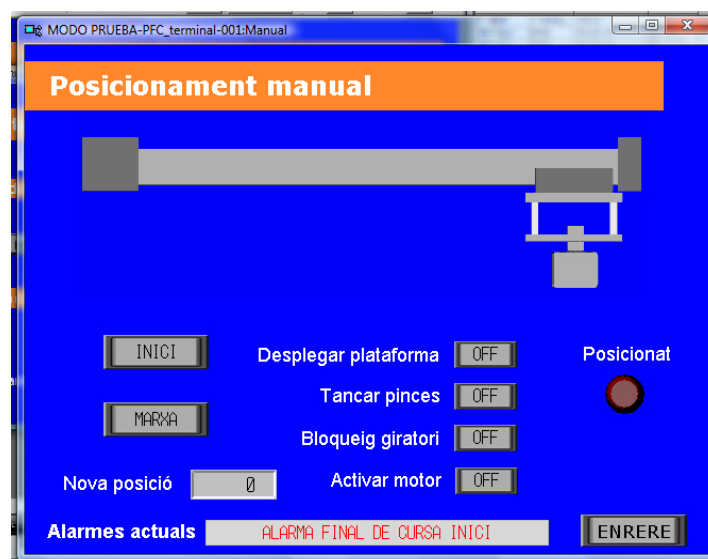 MODO PRUEBA-PFC_terminal-001:Manual
Posicionament manual
INICI
Desplegar plataforma OFF
Posicionat
Tancar pinces OFF
MARXA
Bloqueig giratori OFF
Nova posició 0
Activar motor OFF
Alarmes actuals ALARMA FINAL DE CURSA INICI
ENRERE